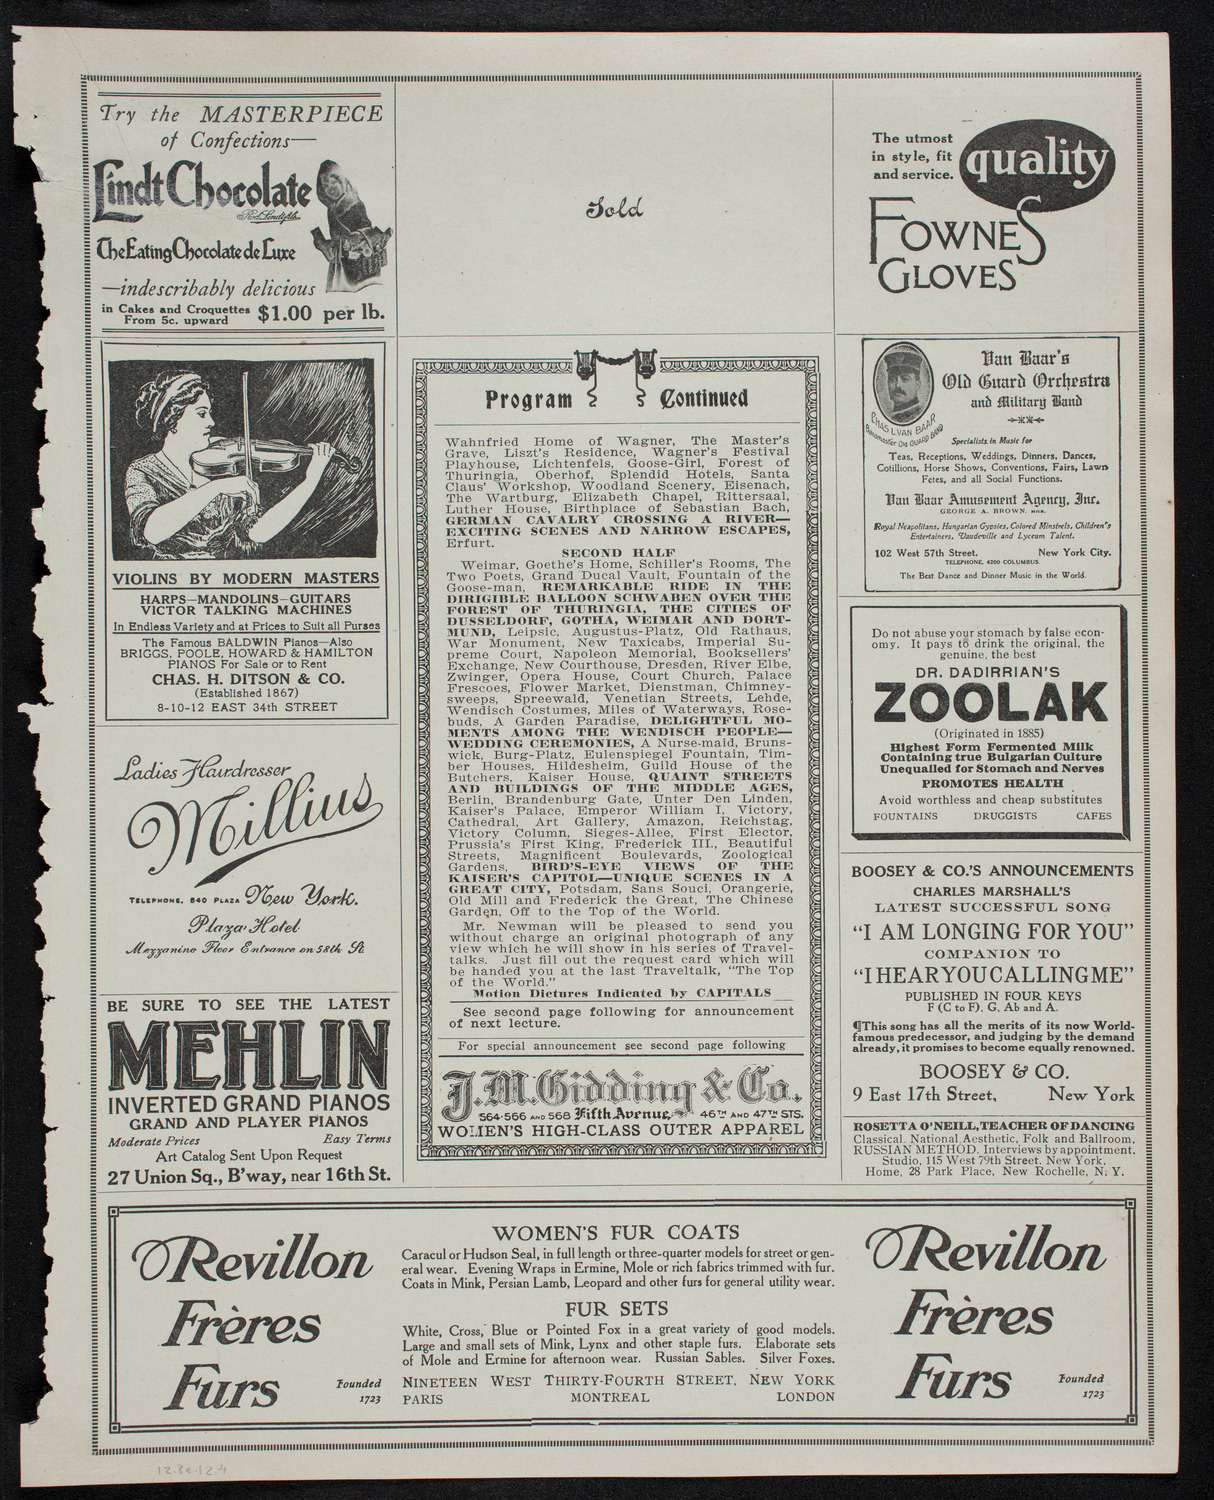 Try the MASTERPIECE
of Confections—
Lindt Chocolate
Rod. Lindt fils
The Eating Chocolate de Luxe
—indescribably delicious
in Cakes and Croquettes
From 5c. upward
$1.00 per lb.
VIOLINS BY MODERN MASTERS
HARPS—MANDOLINS—GUITARS
VICTOR TALKING MACHINES
In Endless Variety and at Prices to Suit all Purses
The Famous BALDWIN Pianos—Also
BRIGGS, POOLE, HOWARD & HAMILTON
PIANOS For Sale or to Rent
CHAS. H. DITSON & CO.
(Established 1867)
8-10-12 EAST 34th STREET
Ladies Hairdresser
Millius
TELEPHONE, 640 PLAZA New York.
Plaza Hotel
Mezzanine Floor Entrance on 58th St.
BE SURE TO SEE THE LATEST
MEHLIN
INVERTED GRAND PIANOS
GRAND AND PLAYER PIANOS
Moderate Prices Easy Terms
Art Catalog Sent Upon Request
27 Union Sq., B'way, near 16th St.
Sold
Program Continued
Wahnfried Home of Wagner, The Master's
Grave, Liszt's Residence, Wagner's Festival
Playhouse, Lichtenfels, Goose-Girl, Forest of
Thuringia, Oberhof, Splendid Hotels, Santa
Claus' Workshop, Woodland Scenery, Eisenach,
The Wartburg, Elizabeth Chapel, Rittersaal,
Luther House, Birthplace of Sebastian Bach,
GERMAN CAVALRY CROSSING A RIVER—
EXCITING SCENES AND NARROW ESCAPES,
Erfurt.
SECOND HALF
Weimar, Goethe's Home, Schiller's Rooms, The
Two Poets, Grand Ducal Vault, Fountain of the
Goose-man, REMARKABLE RIDE IN THE
DIRIGIBLE BALLOON SCHWABEN OVER THE
FOREST OF THURINGIA, THE CITIES OF
DUSSELDORF, GOTHA, WEIMAR AND DORT-
MUND, Leipsic, Augustus-Platz, Old Rathaus,
War Monument, New Taxicabs, Imperial Su-
preme Court, Napoleon Memorial, Booksellers'
Exchange, New Courthouse, Dresden, River Elbe,
Zwinger, Opera House, Court Church, Palace
Frescoes, Flower Market, Dienstman, Chimney-
sweeps, Spreewald, Venetian Streets, Lehde,
Wendisch Costumes, Miles of Waterways, Rose-
buds, A Garden Paradise, DELIGHTFUL MO-
MENTS AMONG THE WENDISCH PEOPLE—
WEDDING CEREMONIES, A Nurse-maid, Bruns-
wick, Burg-Platz, Eulenspiegel Fountain, Tim-
ber Houses, Hildesheim, Guild House of the
Butchers, Kaiser House, QUAINT STREETS
AND BUILDINGS OF THE MIDDLE AGES,
Berlin, Brandenburg Gate, Unter Den Linden,
Kaiser's Palace, Emperor William I, Victory,
Cathedral, Art Gallery, Amazon, Reichstag,
Victory Column, Sieges-Allee, First Elector,
Prussia's First King, Frederick III., Beautiful
Streets, Magnificent Boulevards, Zoological
Gardens, BIRD'S-EYE VIEWS OF THE
KAISER'S CAPITOL—UNIQUE SCENES IN A
GREAT CITY, Potsdam, Sans Souci, Orangerie,
Old Mill and Frederick the Great, The Chinese
Garden, Off to the Top of the World.
Mr. Newman will be pleased to send you
without charge an original photograph of any
view which he will show in his series of Travel-
talks. Just fill out the request card which will
be handed you at the last Traveltalk, "The Top
of the World."
Motion Dictures Indicated by CAPITALS
See second page following for announcement
of next lecture.
For special announcement see second page following
J.M. Gidding & Co.
564-566 AND 568 Fifth Avenue, 46TH AND 47TH STS.
WOMEN'S HIGH-CLASS OUTER APPAREL
The utmost
in style, fit
and service.
quality
FOWNES
GLOVES
CHAS L VAN BAAR
Bandmaster Old GUARD BAND
Van Baar's
Old Guard Orchestra
and Military Band
Specialists in Music for
Teas, Receptions, Weddings, Dinners, Dances,
Cotillions, Horse Shows, Conventions, Fairs, Lawn
Fetes, and all Social Functions.
Van Baar Amusement Agency, Inc.
GEORGE A. BROWN, MGR.
Royal Neapolitans, Hungarian Gypsies, Colored Minstrels, Children's
Entertainers, Vaudeville and Lyceum Talent.
102 West 57th Street. New York City.
TELEPHONE, 4200 COLUMBUS.
The Best Dance and Dinner Music in the World.
Do not abuse your stomach by false econ-
omy. It pays to drink the original, the
genuine, the best
DR. DADIRRIAN'S
ZOOLAK
(Originated in 1885)
Highest Form Fermented Milk
Containing true Bulgarian Culture
Unequalled for Stomach and Nerves
PROMOTES HEALTH
Avoid worthless and cheap substitutes
FOUNTAINS DRUGGISTS CAFES
BOOSEY & CO.'S ANNOUNCEMENTS
CHARLES MARSHALL'S
LATEST SUCCESSFUL SONG
"I AM LONGING FOR YOU"
COMPANION TO
"I HEAR YOU CALLING ME"
PUBLISHED IN FOUR KEYS
F (C to F), G, Ab and A.
¶This song has all the merits of its now World-
famous predecessor, and judging by the demand
already, it promises to become equally renowned.
BOOSEY & CO.
9 East 17th Street, New York
ROSETTA O'NEILL, TEACHER OF DANCING
Classical, National, Aesthetic, Folk and Ballroom,
RUSSIAN METHOD. Interviews by appointment.
Studio, 115 West 79th Street, New York.
Home, 28 Park Place, New Rochelle, N. Y.
Revillon
Frères
Furs
Founded
1723
WOMEN'S FUR COATS
Caracul or Hudson Seal, in full length or three-quarter models for street or gen-
eral wear. Evening Wraps in Ermine, Mole or rich fabrics trimmed with fur.
Coats in Mink, Persian Lamb, Leopard and other furs for general utility wear.
FUR SETS
White, Cross, Blue or Pointed Fox in a great variety of good models.
Large and small sets of Mink, Lynx and other staple furs. Elaborate sets
of Mole and Ermine for afternoon wear. Russian Sables. Silver Foxes.
NINETEEN WEST THIRTY-FOURTH STREET, NEW YORK
PARIS MONTREAL LONDON
Revillon
Frères
Furs
Founded
1723